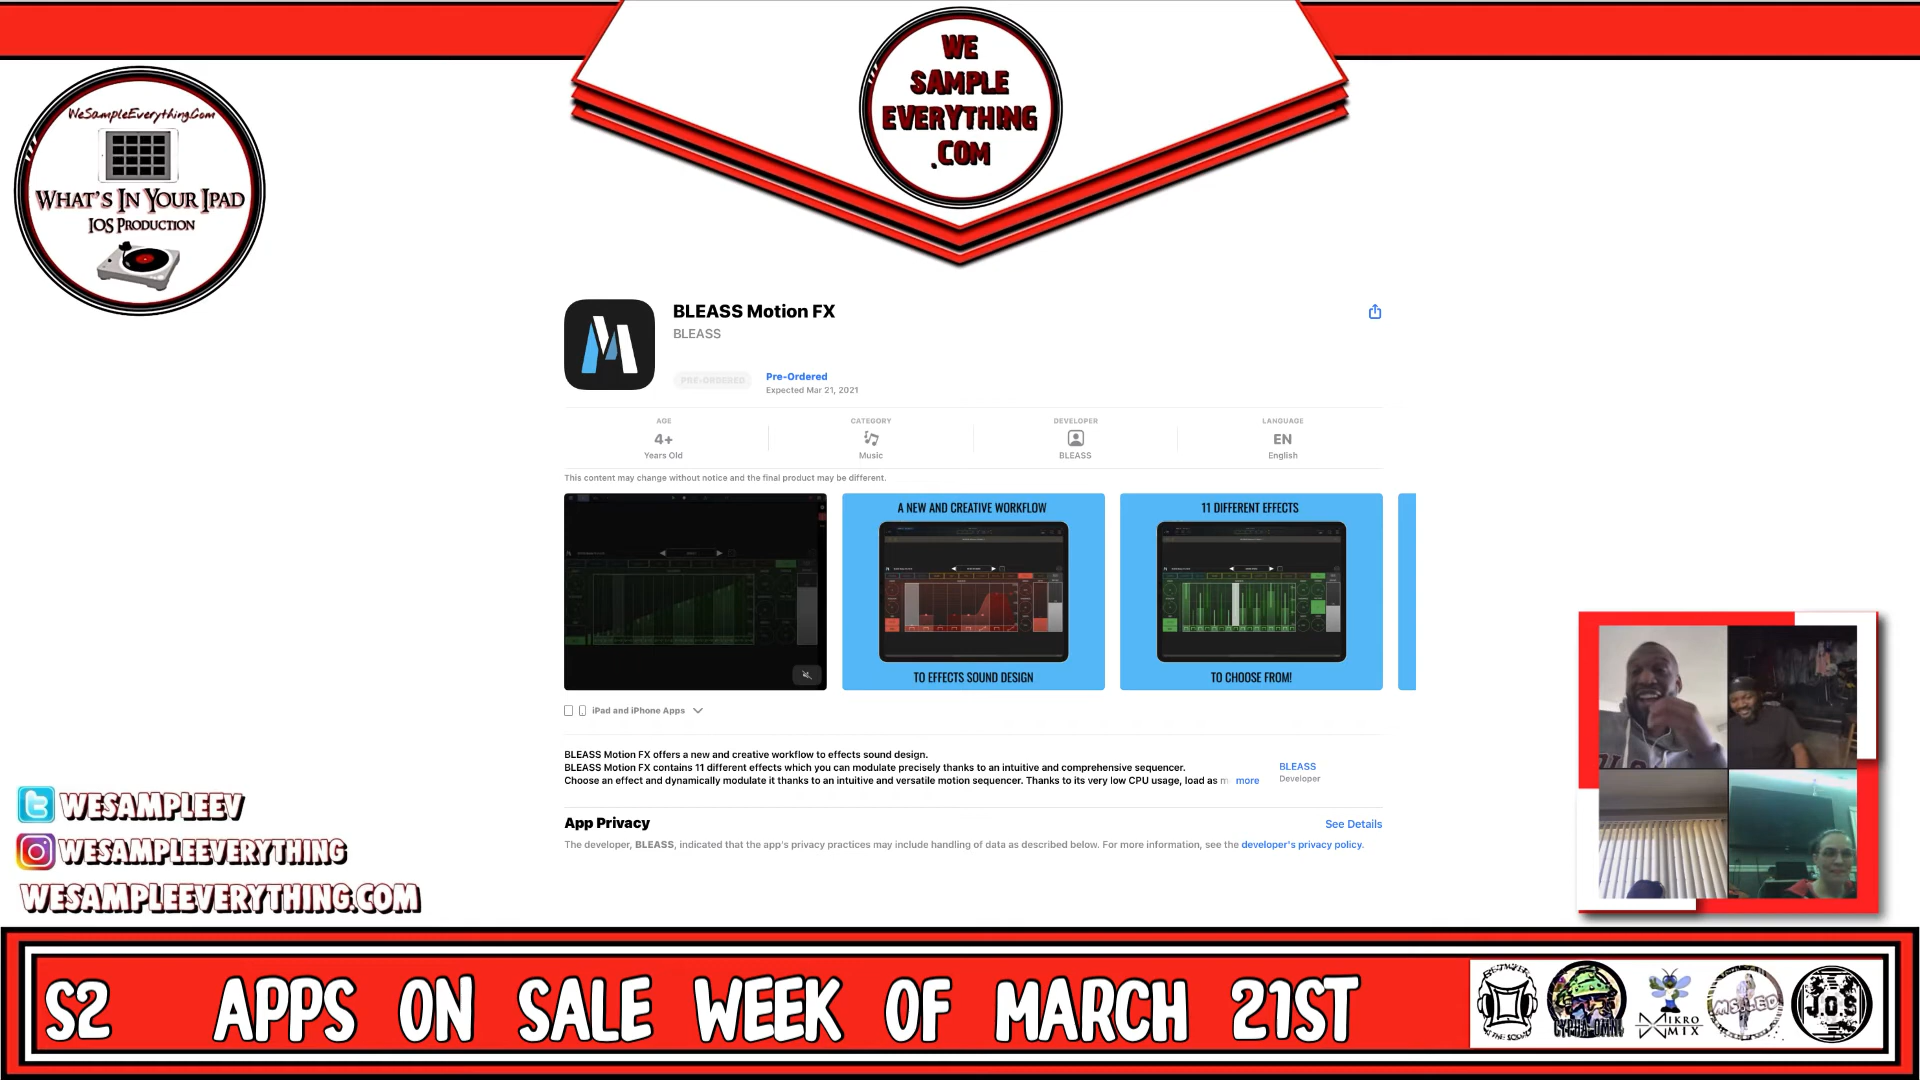 WE
SAMPLE
EVERYTHING
.COM
WeSampleEverything.Com
WHAT'S IN YOUR IPAD
IOS PRODUCTION
BLEASS Motion FX
BLEASS
PRE-ORDERED
Pre-Ordered
Expected Mar 21, 2021
AGE
4+
Years Old
CATEGORY
Music
DEVELOPER
BLEASS
LANGUAGE
EN
English
This content may change without notice and the final product may be different.
A NEW AND CREATIVE WORKFLOW
TO EFFECTS SOUND DESIGN
11 DIFFERENT EFFECTS
TO CHOOSE FROM!
iPad and iPhone Apps
BLEASS Motion FX offers a new and creative workflow to effects sound design.
BLEASS Motion FX contains 11 different effects which you can modulate precisely thanks to an intuitive and comprehensive sequencer.
Choose an effect and dynamically modulate it thanks to an intuitive and versatile motion sequencer. Thanks to its very low CPU usage, load as m more
BLEASS
Developer
App Privacy
See Details
The developer, BLEASS, indicated that the app's privacy practices may include handling of data as described below. For more information, see the developer's privacy policy.
WESAMPLEEV
WESAMPLEEVERYTHING
WESAMPLEEVERYTHING.COM
S2 APPS ON SALE WEEK OF MARCH 21ST
CYPHA OMNI
MIKRO
MIX
MS.LEO
J.O.S